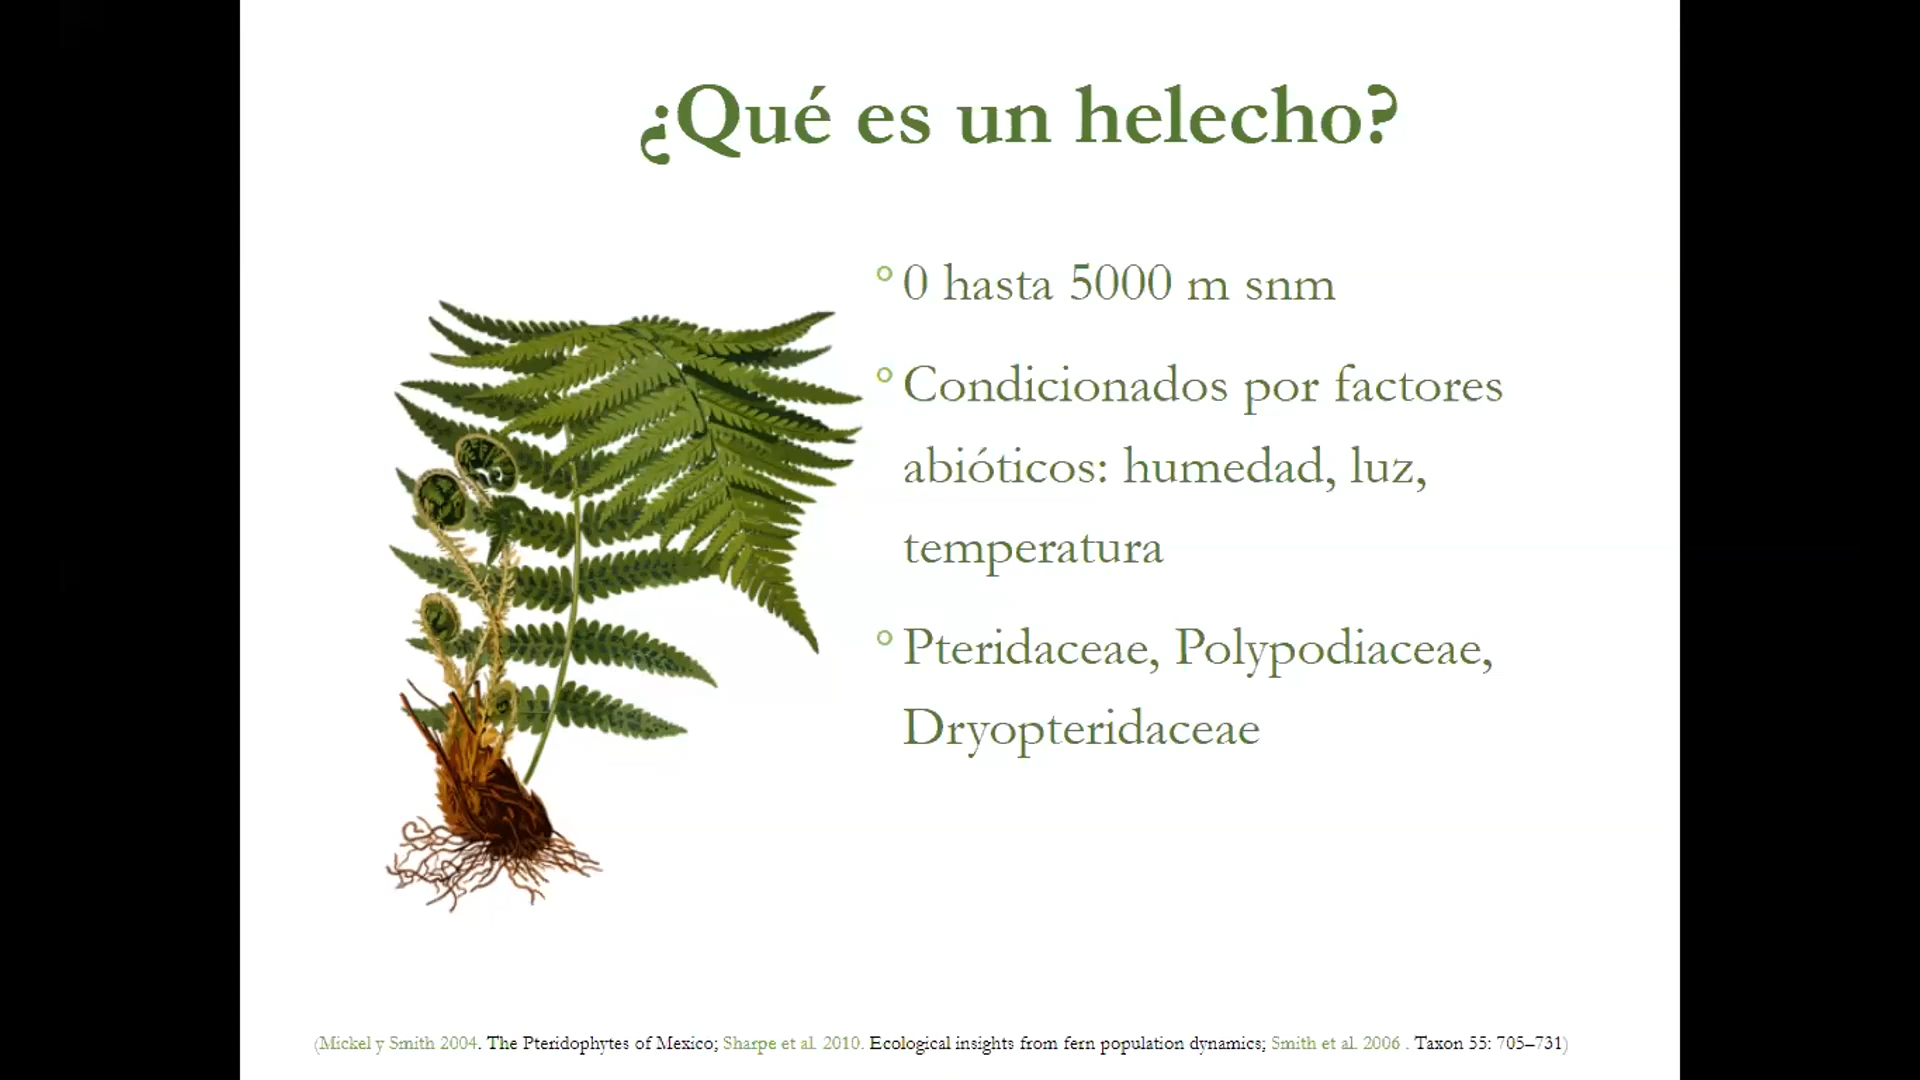 ¿Qué es un helecho?
° 0 hasta 5000 m snm
° Condicionados por factores
abióticos: humedad, luz,
temperatura
° Pteridaceae, Polypodiaceae,
Dryopteridaceae
(Mickel y Smith 2004. The Pteridophytes of Mexico; Sharpe et al. 2010. Ecological insights from fern population dynamics; Smith et al. 2006 . Taxon 55: 705–731)